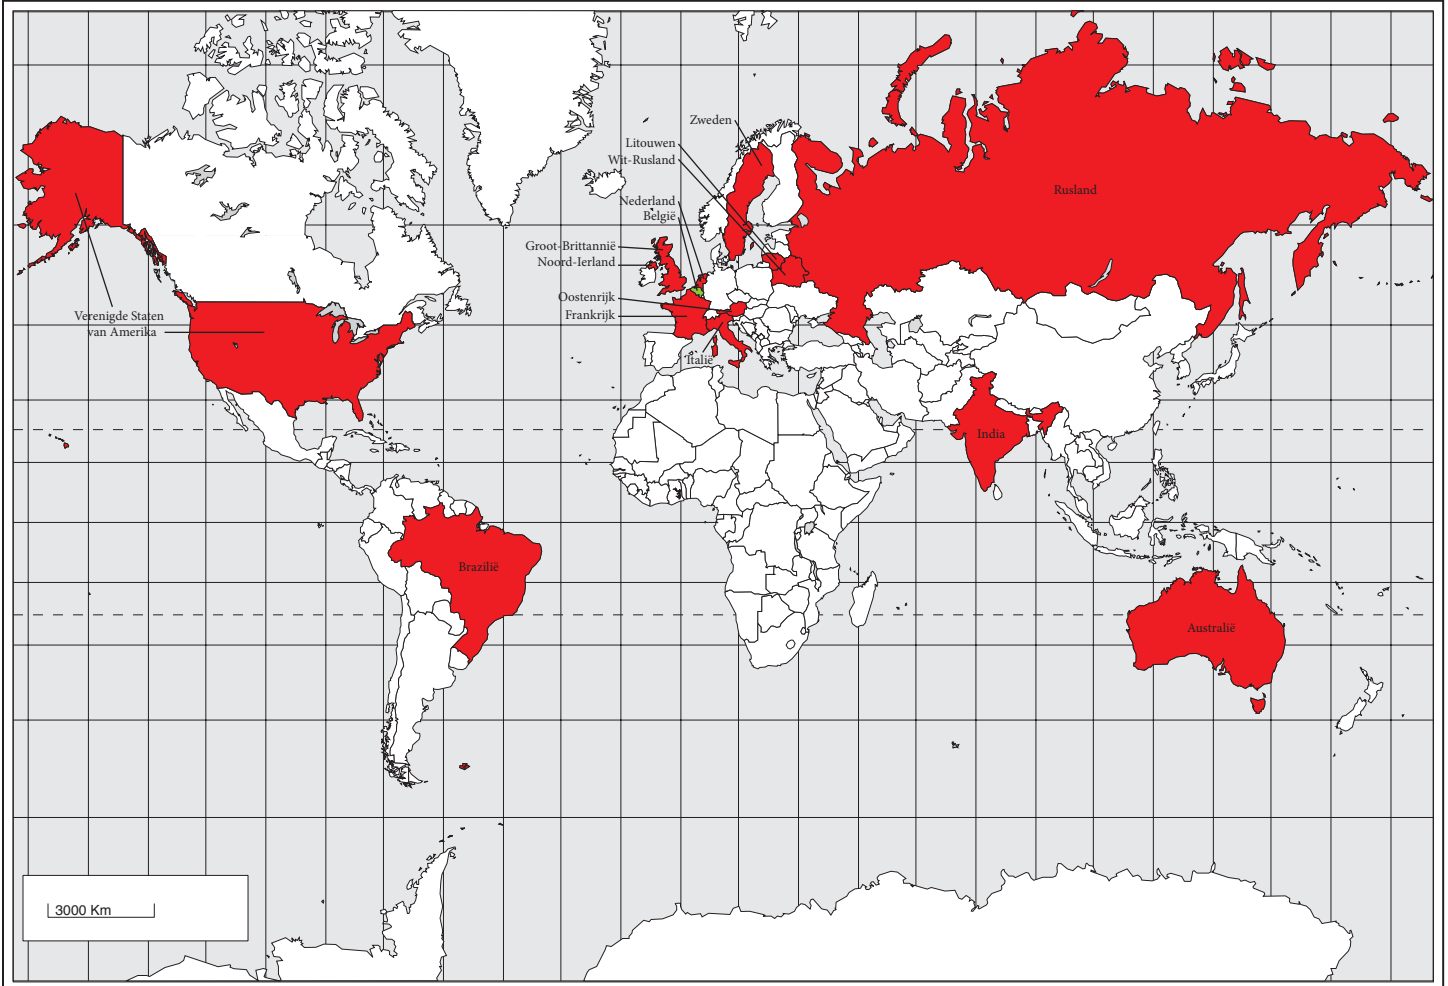 Zweden
Litouwen
Wit-Rusland
Rusland
Nederland
België
Groot-Brittannië
Noord-Ierland
Oostenrijk
Frankrijk
Verenigde Staten
van Amerika
Italië
India
Brazilië
Australië
3000 Km